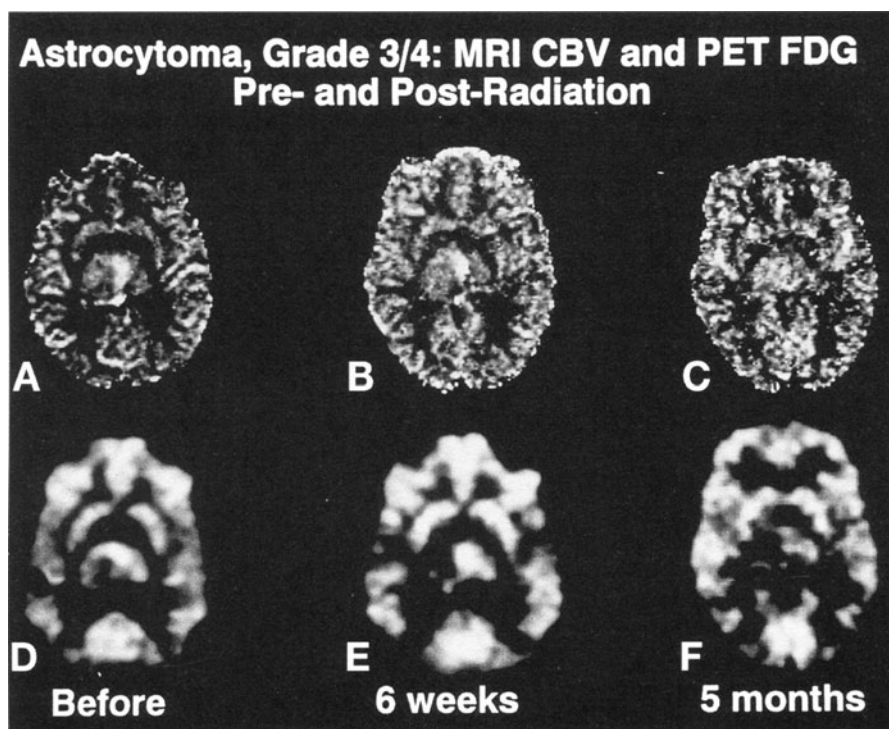 Astrocytoma, Grade 3/4: MRI CBV and PET FDG
Pre- and Post-Radiation
A
B
C
D
E
F
Before
6 weeks
5 months